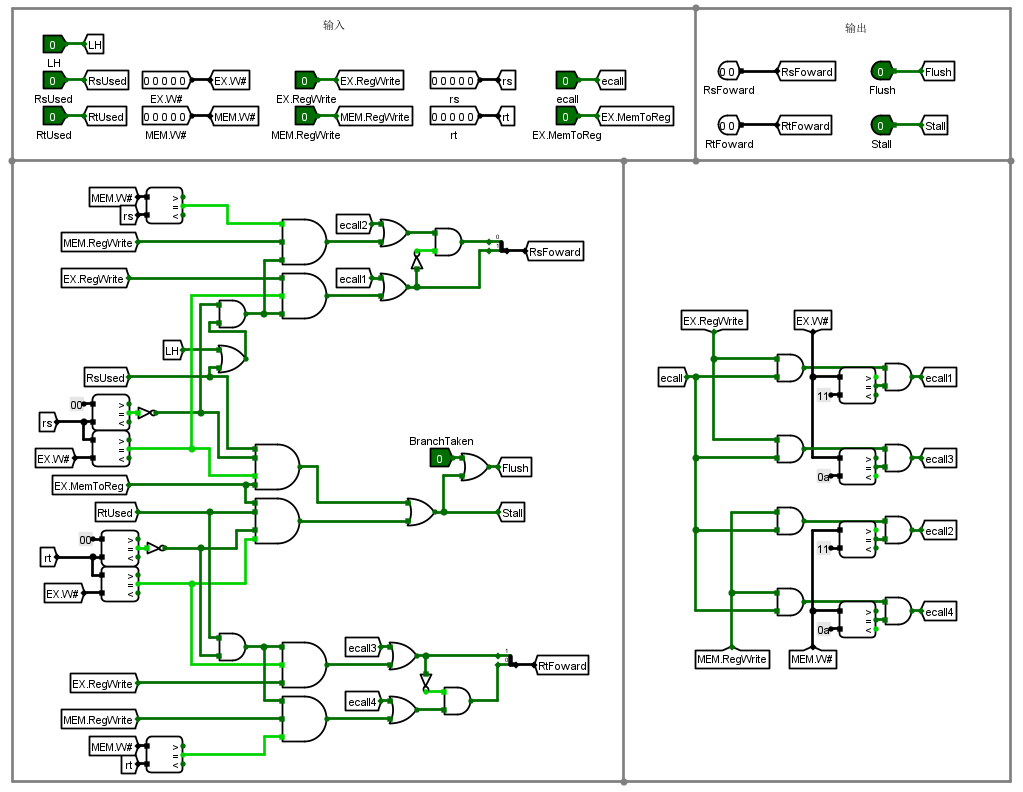 输入
输出
0 LH
LH
0 RsUsed
RsUsed
0 RtUsed
RtUsed
00000 EX.W#
EX.W#
00000 MEM.W#
MEM.W#
0 EX.RegWrite
EX.RegWrite
0 MEM.RegWrite
MEM.RegWrite
00000 rs
rs
00000 rt
rt
0 ecall
ecall
0 EX.MemToReg
EX.MemToReg
00 RsFoward
RsFoward
00 RtFoward
RtFoward
0 Flush
Flush
0 Stall
Stall
MEM.W#
rs
> = <
MEM.RegWrite
ecall2
0
1
RsFoward
EX.RegWrite
ecall1
LH
RsUsed
00
rs
> = <
EX.W#
> = <
EX.MemToReg
BranchTaken
0
Flush
Stall
RtUsed
00
rt
> = <
EX.W#
> = <
ecall3
1
0
RtFoward
EX.RegWrite
ecall4
MEM.RegWrite
MEM.W#
rt
> = <
EX.RegWrite
EX.W#
ecall
> = <
11
ecall1
> = <
0a
ecall3
> = <
11
ecall2
> = <
0a
ecall4
MEM.RegWrite
MEM.W#